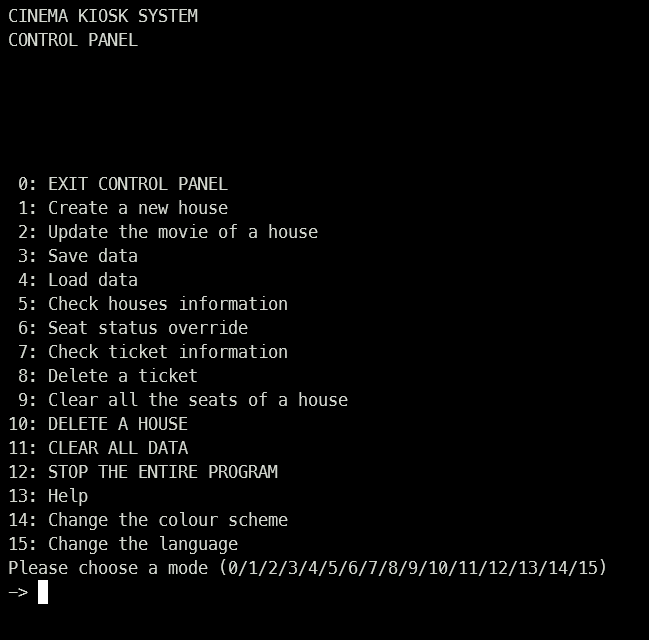 CINEMA KIOSK SYSTEM
CONTROL PANEL
0: EXIT CONTROL PANEL
1: Create a new house
2: Update the movie of a house
3: Save data
4: Load data
5: Check houses information
6: Seat status override
7: Check ticket information
8: Delete a ticket
9: Clear all the seats of a house
10: DELETE A HOUSE
11: CLEAR ALL DATA
12: STOP THE ENTIRE PROGRAM
13: Help
14: Change the colour scheme
15: Change the language
Please choose a mode (0/1/2/3/4/5/6/7/8/9/10/11/12/13/14/15)
—>